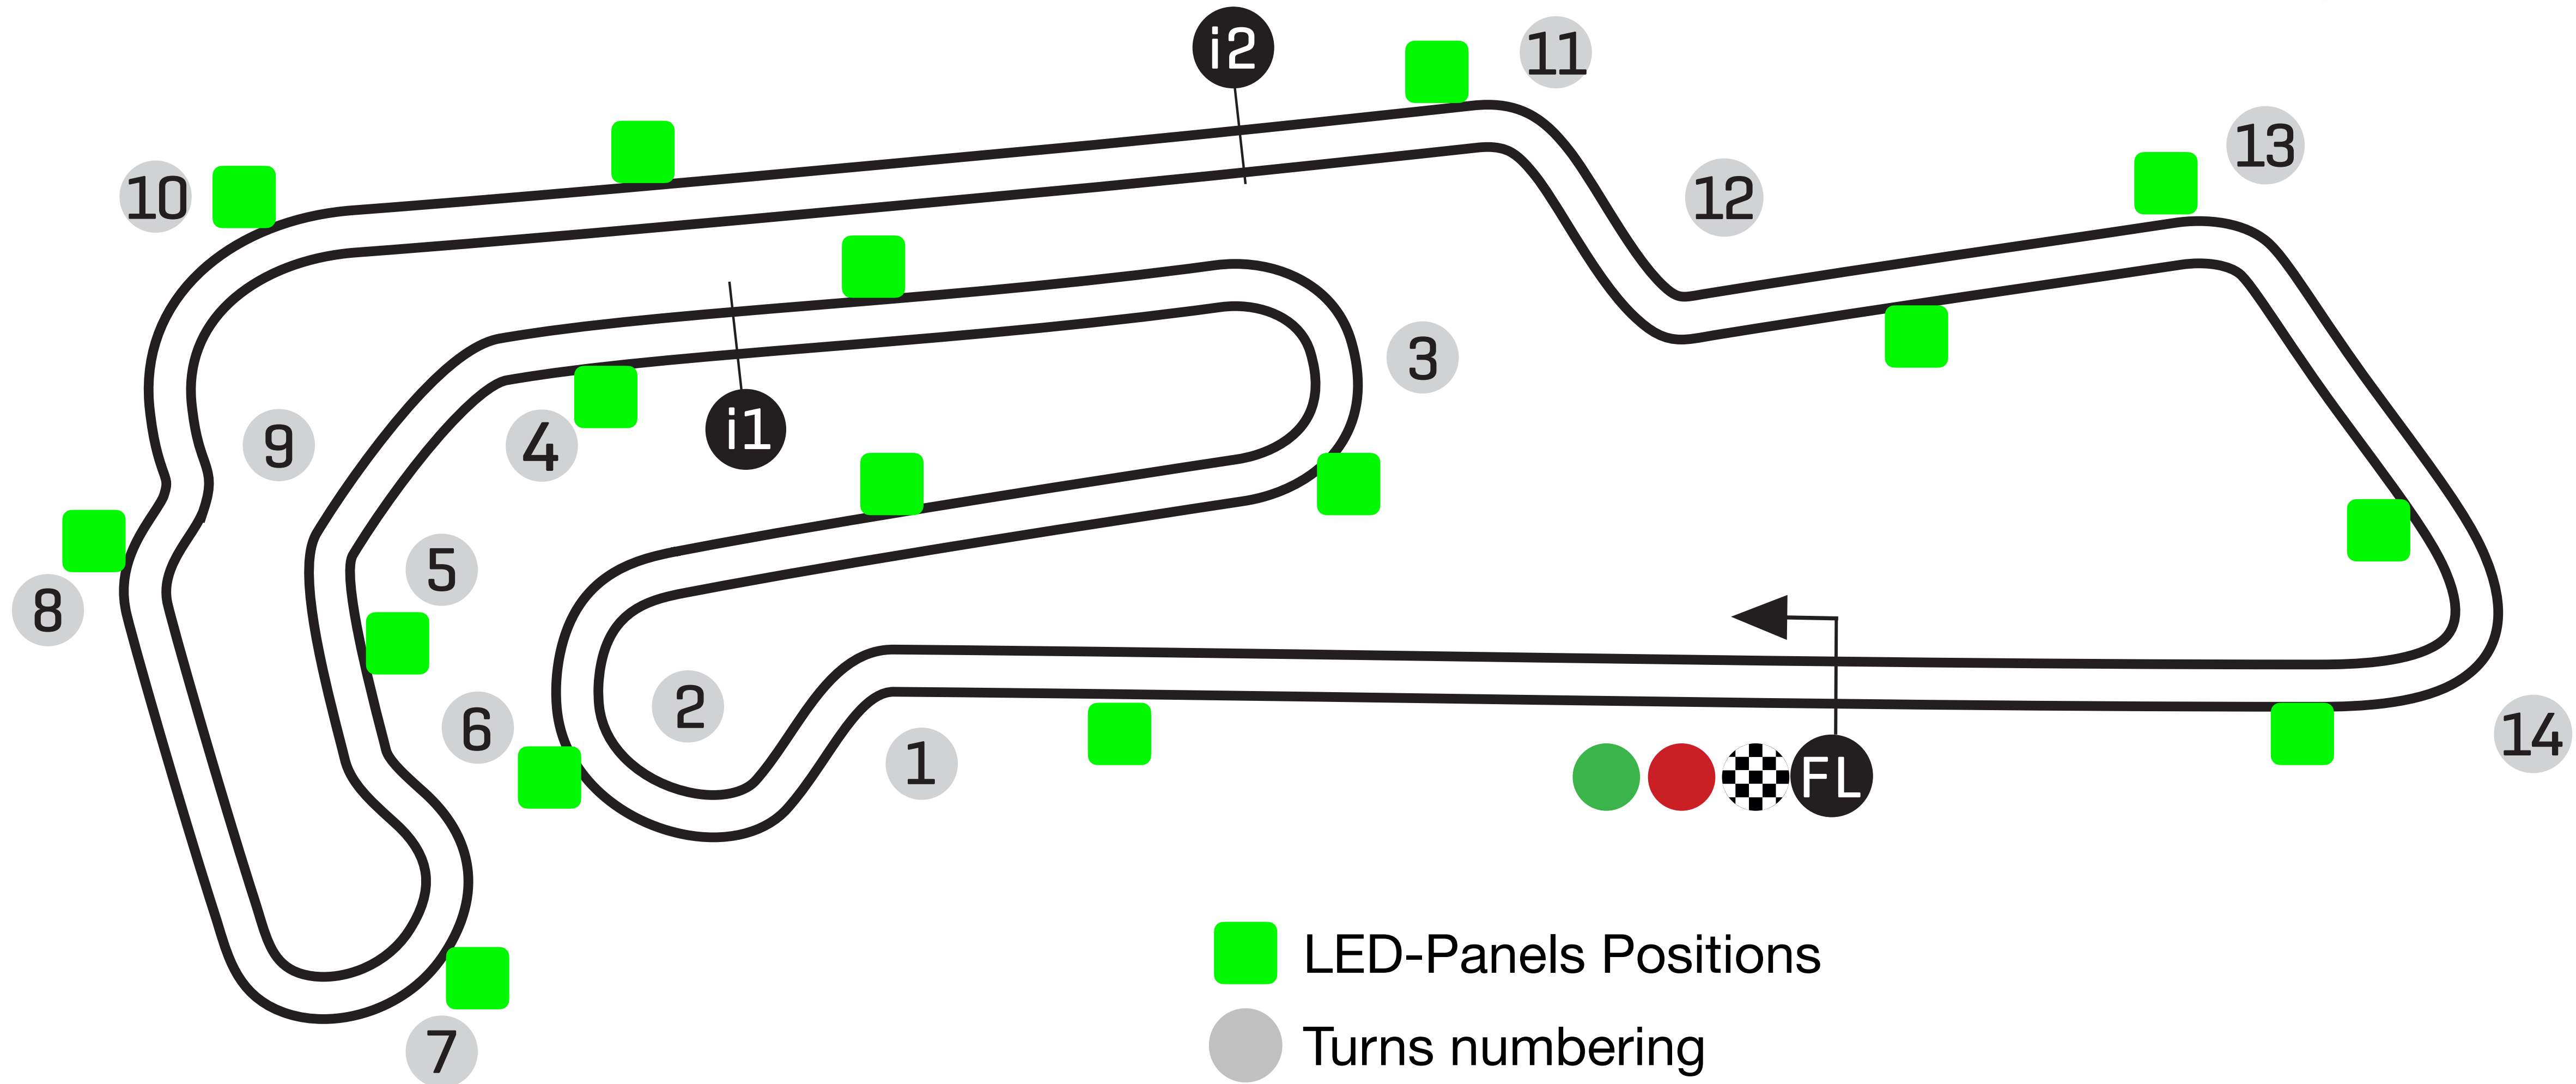 i2
11
13
10
12
3
i1
4
9
5
8
2
6
1
14
FL
LED-Panels Positions
Turns numbering
7